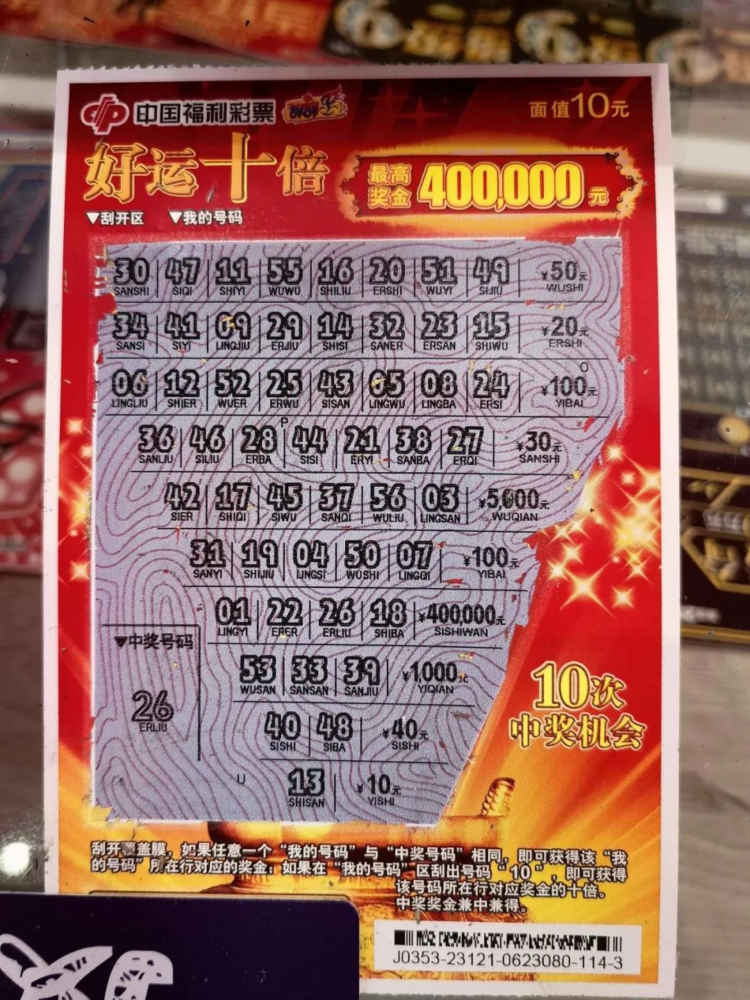 中国福利彩票 刮刮乐 面值10元
好运十倍 最高奖金 400,000元
▼刮开区 ▼我的号码
30 47 11 55 16 20 51 49 ¥50元
SANSHI SIQI SHIYI WUWU SHILIU ERSHI WUYI SIJIU WUSHI
34 41 09 29 14 32 23 15 ¥20元
SANSI SIYI LINGJIU ERJIU SHISI SANER ERSAN SHIWU ERSHI
O
06 12 52 25 43 05 08 24 ¥100元
LINGLIU SHIER WUER ERWU SISAN LINGWU LINGBA ERSI YIBAI
P
36 46 28 44 21 38 27 ¥30元
SANLIU SILIU ERBA SISI ERYI SANBA ERQI SANSHI
42 17 45 37 56 03 ¥5,000元
SIER SHIQI SIWU SANQI WULIU LINGSAN WUQIAN
31 19 04 50 07 ¥100元
SANYI SHIJIU LINGSI WUSHI LINGQI YIBAI
01 22 26 18 ¥400,000元
LINGYI ERER ERLIU SHIBA SISHIWAN
▼中奖号码
26
ERLIU
53 33 39 ¥1,000元
WUSAN SANSAN SANJIU YIQIAN
40 48 ¥40元
SISHI SIBA SISHI
U
13 ¥10元
SHISAN YISHI
10次
中奖机会
刮开覆盖膜，如果任意一个“我的号码”与“中奖号码”相同，即可获得该“我
的号码”所在行对应的奖金；如果在“我的号码”区刮出号码“10”，即可获得
该号码所在行对应奖金的十倍。
中奖奖金兼中兼得。
J0353-23121-0623080-114-3